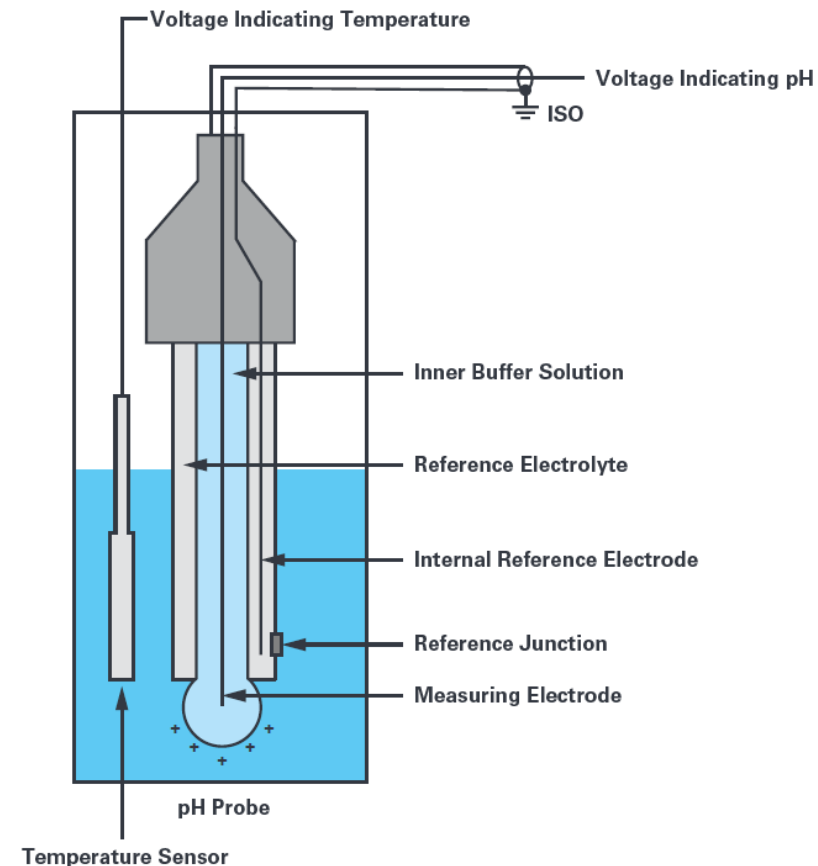 Voltage Indicating Temperature
Voltage Indicating pH
ISO
Inner Buffer Solution
Reference Electrolyte
Internal Reference Electrode
Reference Junction
Measuring Electrode
+ + + + +
pH Probe
Temperature Sensor